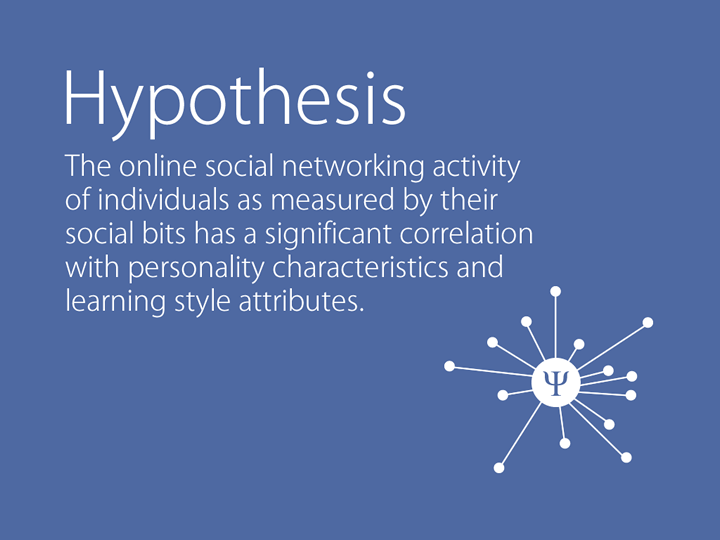 Hypothesis
The online social networking activity
of individuals as measured by their
social bits has a significant correlation
with personality characteristics and
learning style attributes.
Ψ